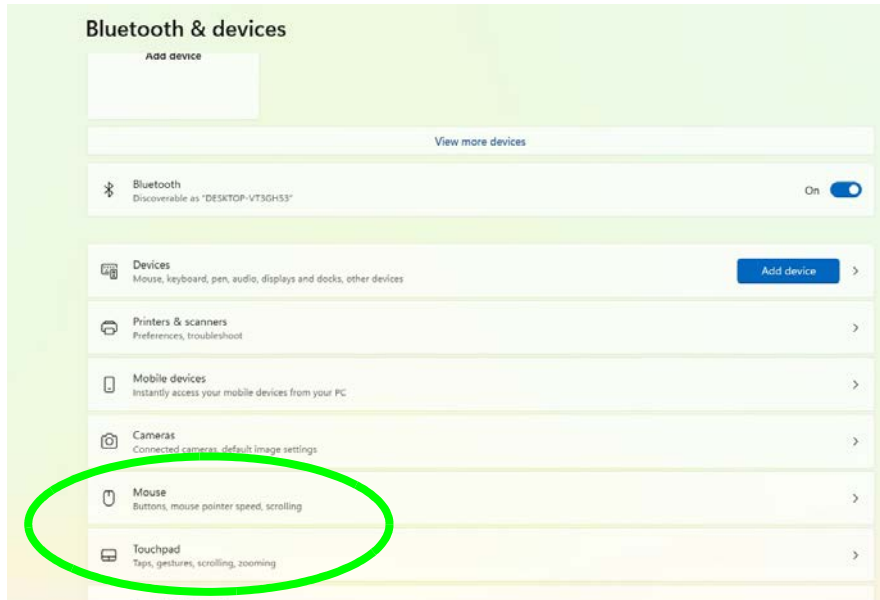 Bluetooth & devices
Add device
View more devices
Bluetooth
Discoverable as "DESKTOP-VT3GH53"
On
Devices
Mouse, keyboard, pen, audio, displays and docks, other devices
Add device
Printers & scanners
Preferences, troubleshoot
Mobile devices
Instantly access your mobile devices from your PC
Cameras
Connected cameras, default image settings
Mouse
Buttons, mouse pointer speed, scrolling
Touchpad
Taps, gestures, scrolling, zooming